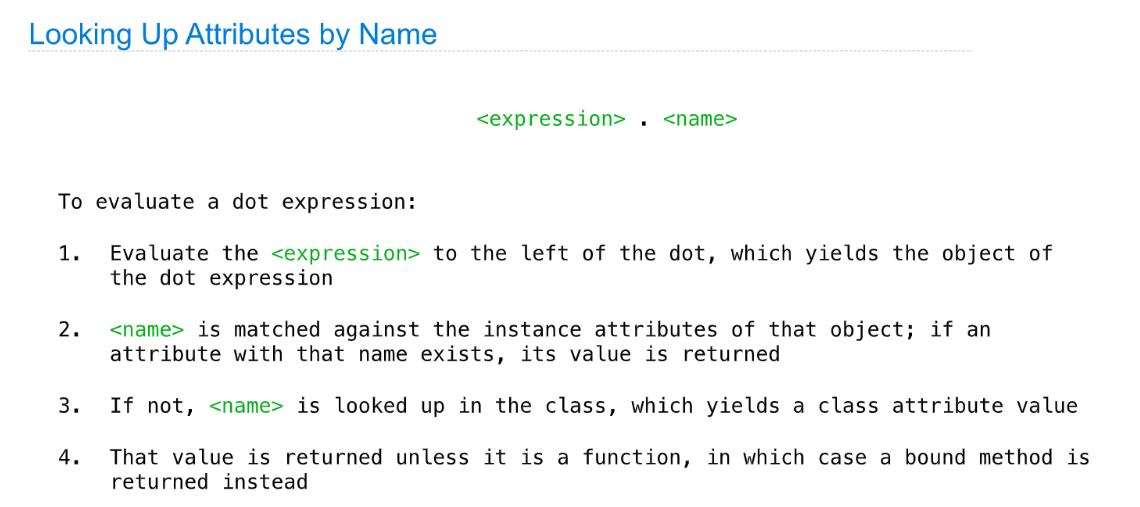 Looking Up Attributes by Name
<expression> . <name>
To evaluate a dot expression:
1. Evaluate the <expression> to the left of the dot, which yields the object of
the dot expression
2. <name> is matched against the instance attributes of that object; if an
attribute with that name exists, its value is returned
3. If not, <name> is looked up in the class, which yields a class attribute value
4. That value is returned unless it is a function, in which case a bound method is
returned instead